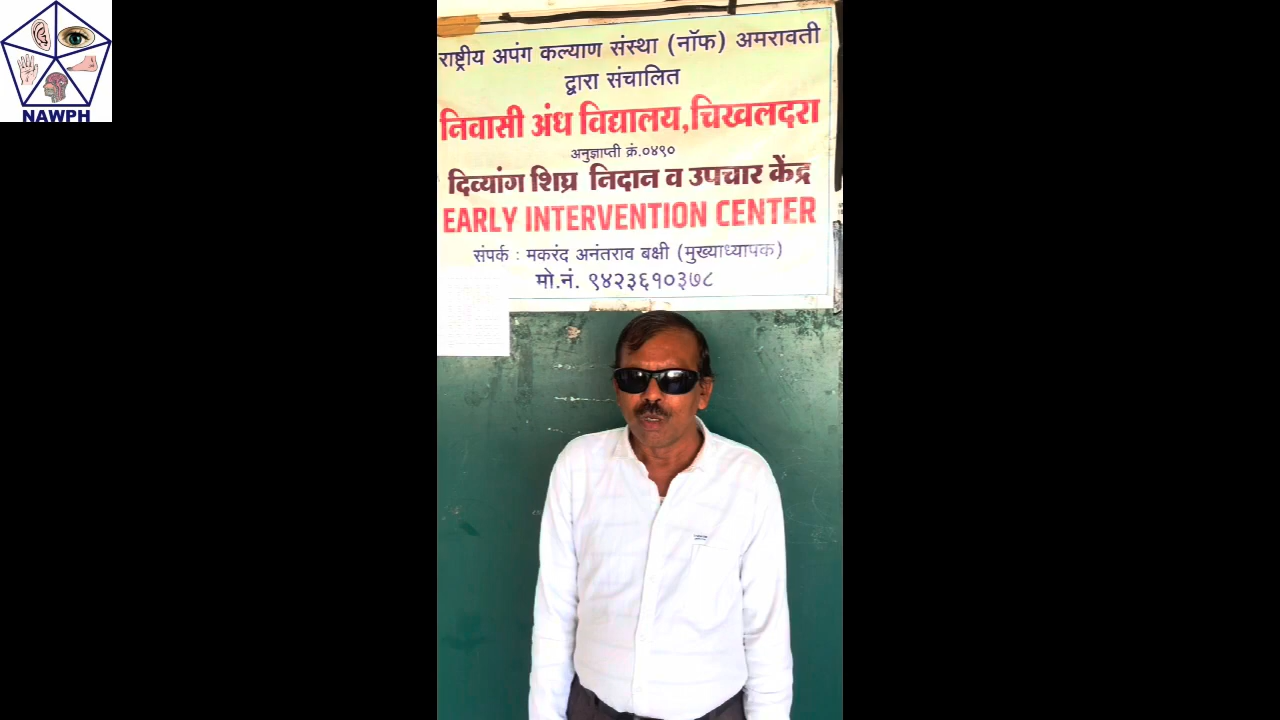 NAWPH
राष्ट्रीय अपंग कल्याण संस्था (नॉफ) अमरावती
द्वारा संचालित
निवासी अंध विद्यालय,चिखलदरा
अनुज्ञाप्ती क्रं.०४९०
दिव्यांग शिघ्र निदान व उपचार केंद्र
EARLY INTERVENTION CENTER
संपर्क : मकरंद अनंतराव बक्षी (मुख्याध्यापक)
मो.नं. ९४२३६१०३७८